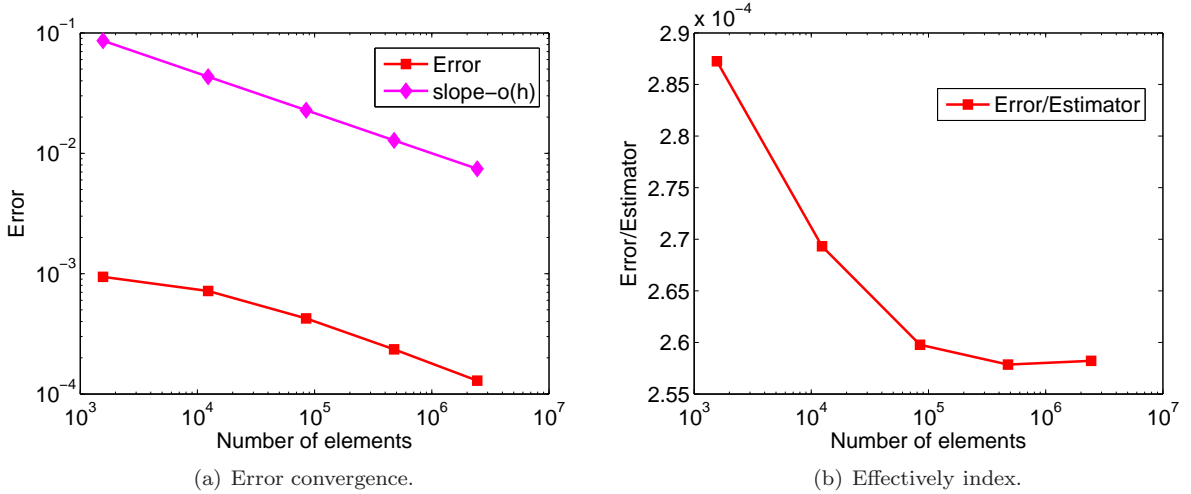 10^-1
10^-2
10^-3
10^-4
Error
Error
slope-o(h)
10^3 10^4 10^5 10^6 10^7
Number of elements
(a) Error convergence.
x 10^-4
2.9
2.85
2.8
2.75
2.7
2.65
2.6
2.55
Error/Estimator
Error/Estimator
10^3 10^4 10^5 10^6 10^7
Number of elements
(b) Effectively index.